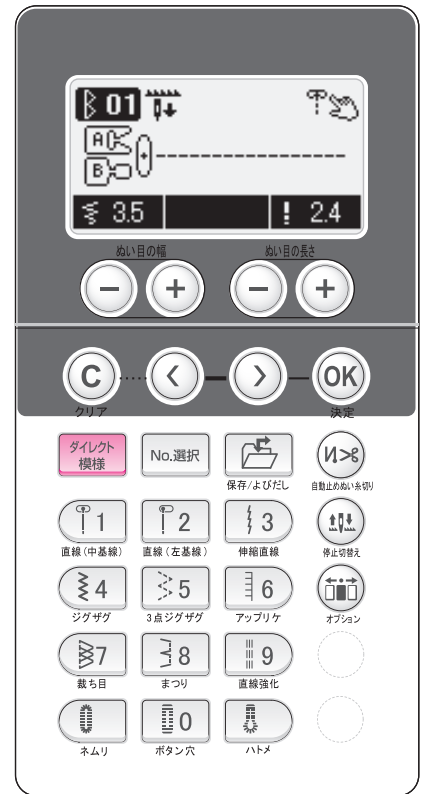 01
A
B
3.5 2.4
ぬい目の幅 ぬい目の長さ
− + − +
C < > OK
クリア 決定
ダイレクト
模様
No.選択
保存/よびだし
自動止めぬい糸切り
1 2 3
直線(中基線) 直線(左基線) 伸縮直線
停止切替え
4 5 6
ジグザグ 3点ジグザグ アップリケ
オプション
7 8 9
裁ち目 まつり 直線強化
0
ネムリ ボタン穴 ハトメ